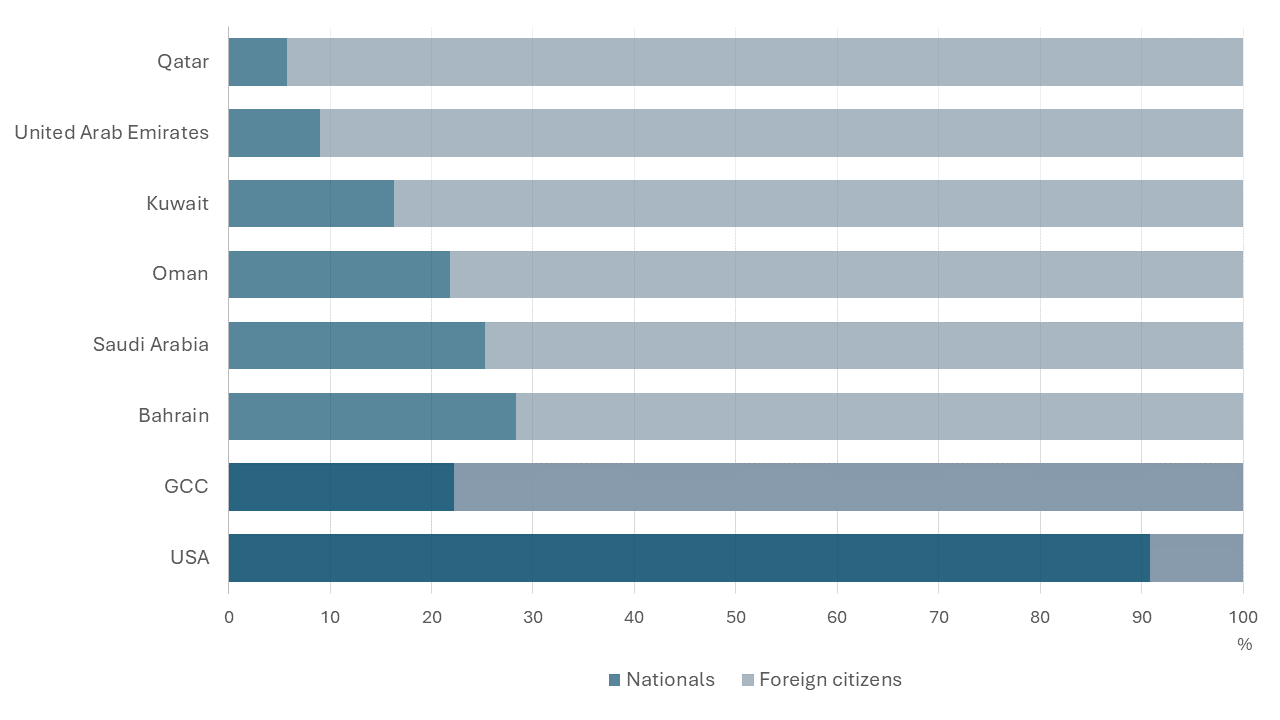 Qatar
United Arab Emirates
Kuwait
Oman
Saudi Arabia
Bahrain
GCC
USA
0 10 20 30 40 50 60 70 80 90 100
%
Nationals Foreign citizens